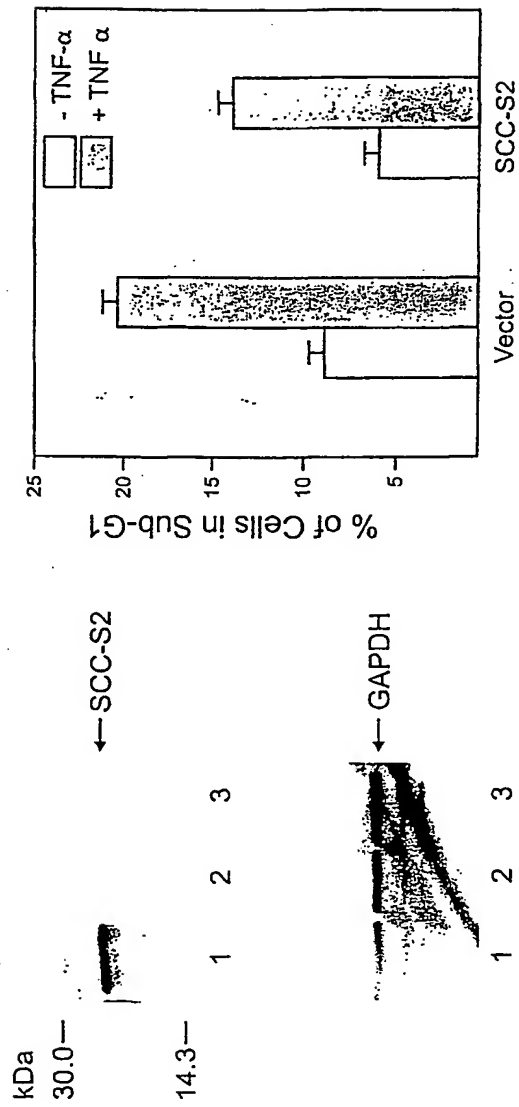 kDa
30.0—
14.3—
←SCC-S2
1 2 3
←GAPDH
1 2 3
% of Cells in Sub-G1
25
20
15
10
5
- TNF-α
+ TNF α
Vector
SCC-S2